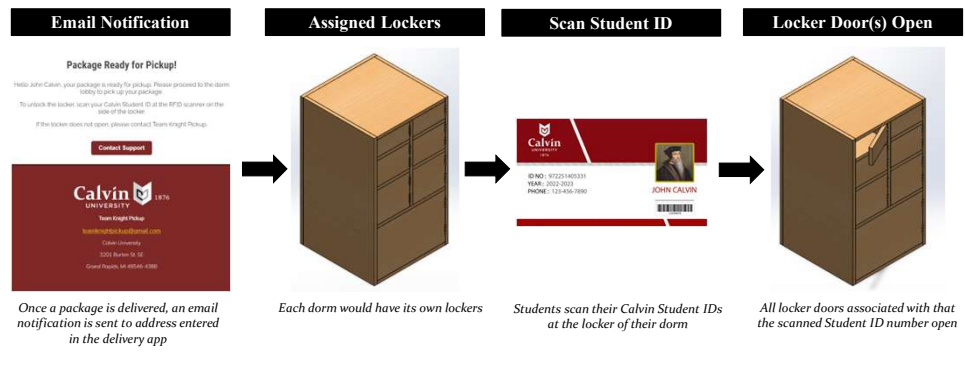 Email Notification
Assigned Lockers
Scan Student ID
Locker Door(s) Open
Package Ready for Pickup!
Hello John Calvin, your package is ready for pickup. Please proceed to the dorm
lobby to pick up your package.
To unlock the locker, scan your Calvin Student ID at the RFID scanner on the
side of the locker.
If the locker does not open, please contact Team Knight Pickup.
Contact Support
Calvin
UNIVERSITY
1876
Team Knight Pickup
teamknightpickup@gmail.com
Calvin University
3201 Burton St. SE
Grand Rapids, MI 49546-4388
Calvin
UNIVERSITY
1876
ID NO : 972251405331
YEAR : 2022-2023
PHONE : 123-456-7890
JOHN CALVIN
Once a package is delivered, an email
notification is sent to address entered
in the delivery app
Each dorm would have its own lockers
Students scan their Calvin Student IDs
at the locker of their dorm
All locker doors associated with that
the scanned Student ID number open